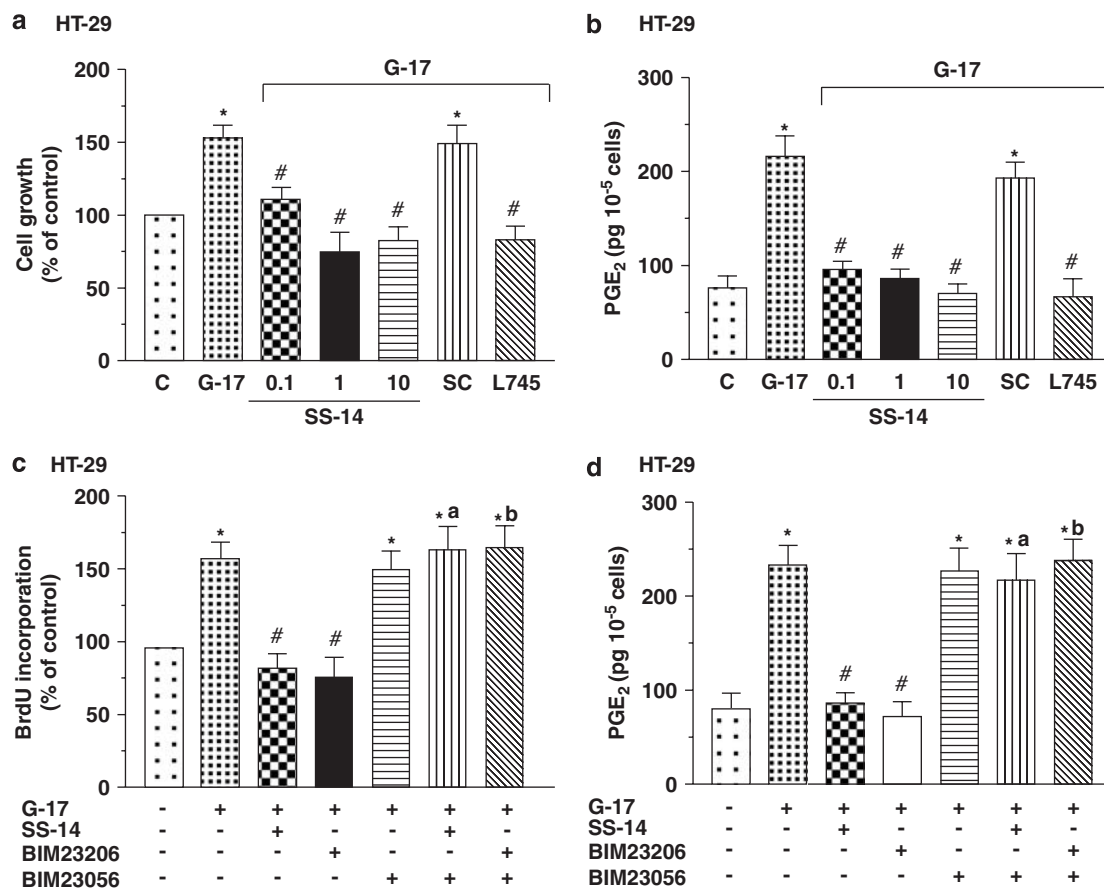 a HT-29
G-17
200
150
100
50
0
Cell growth
(% of control)
*
#
#
#
*
#
C G-17 0.1 1 10 SC L745
SS-14
b HT-29
G-17
300
200
100
0
PGE2 (pg 10-5 cells)
*
#
#
#
*
#
C G-17 0.1 1 10 SC L745
SS-14
c HT-29
200
150
100
50
0
BrdU incorporation
(% of control)
*
#
#
*
* a
* b
G-17 - + + + + + +
SS-14 - - + - - + -
BIM23206 - - - + - - +
BIM23056 - - - - + + +
d HT-29
300
200
100
0
PGE2 (pg 10-5 cells)
*
#
#
*
* a
* b
G-17 - + + + + + +
SS-14 - - + - - + -
BIM23206 - - - + - - +
BIM23056 - - - - + + +